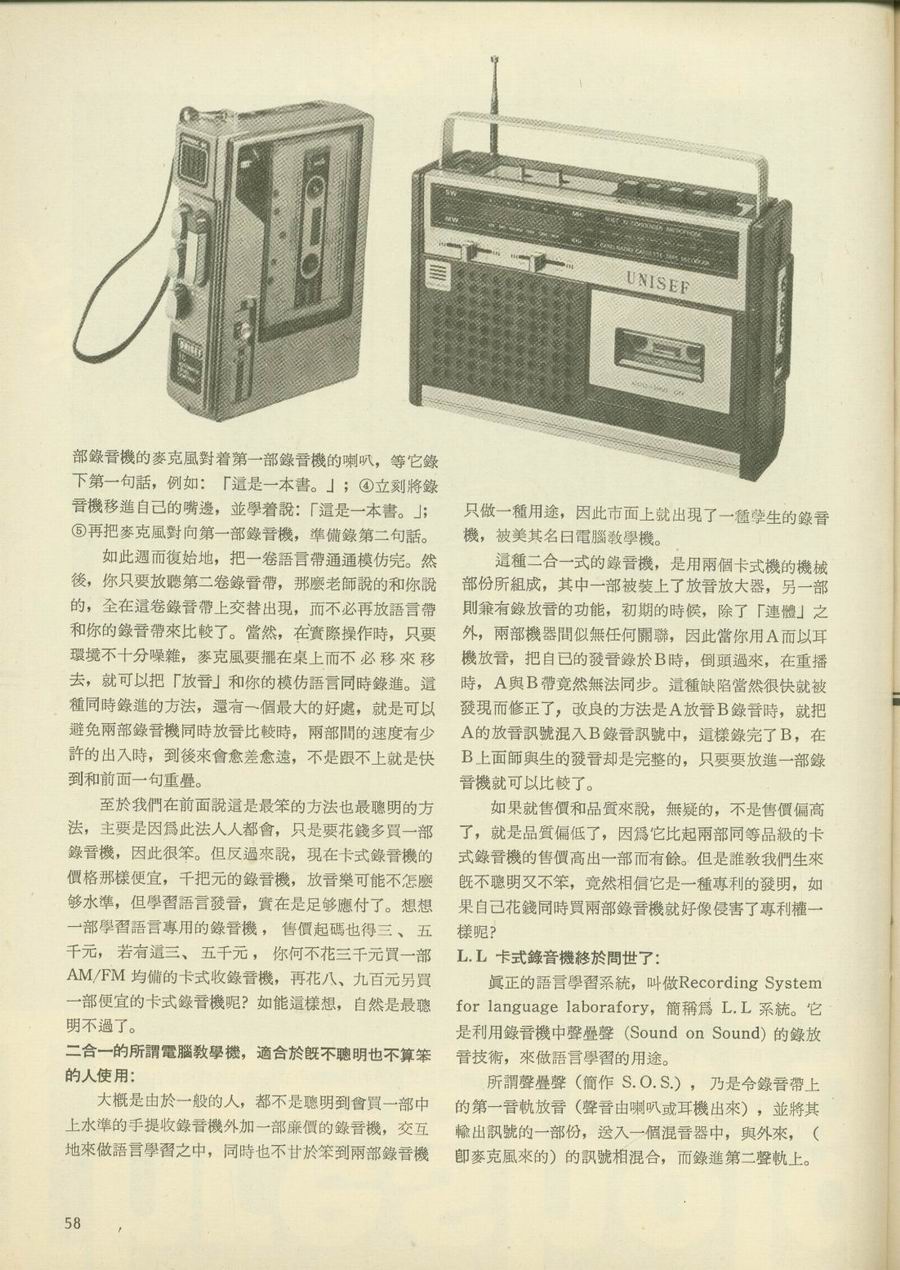 UNISEF
UNISEF
部錄音機的麥克風對着第一部錄音機的喇叭，等它錄
下第一句話，例如：「這是一本書。」；④立刻將錄
音機移進自己的嘴邊，並學着說：「這是一本書。」；
⑤再把麥克風對向第一部錄音機，準備錄第二句話。
如此週而復始地，把一卷語言帶通通模仿完。然
後，你只要放聽第二卷錄音帶，那麼老師說的和你說
的，全在這卷錄音帶上交替出現，而不必再放語言帶
和你的錄音帶來比較了。當然，在實際操作時，只要
環境不十分噪雜，麥克風要擺在桌上而不必移來移
去，就可以把「放音」和你的模仿語言同時錄進。這
種同時錄進的方法，還有一個最大的好處，就是可以
避免兩部錄音機同時放音比較時，兩部間的速度有少
許的出入時，到後來會愈差愈遠，不是跟不上就是快
到和前面一句重疊。
至於我們在前面說這是最笨的方法也最聰明的方
法，主要是因爲此法人人都會，只是要花錢多買一部
錄音機，因此很笨。但反過來說，現在卡式錄音機的
價格那樣便宜，千把元的錄音機，放音樂可能不怎麼
够水準，但學習語言發音，實在是足够應付了。想想
一部學習語言專用的錄音機，售價起碼也得三、五
千元，若有這三、五千元，你何不花三千元買一部
AM/FM 均備的卡式收錄音機，再花八、九百元另買
一部便宜的卡式錄音機呢？如能這樣想，自然是最聰
明不過了。
二合一的所謂電腦敎學機，適合於旣不聰明也不算笨
的人使用：
大概是由於一般的人，都不是聰明到會買一部中
上水準的手提收錄音機外加一部廉價的錄音機，交互
地來做語言學習之中，同時也不甘於笨到兩部錄音機
只做一種用途，因此市面上就出現了一種孿生的錄音
機，被美其名曰電腦敎學機。
這種二合一式的錄音機，是用兩個卡式機的機械
部份所組成，其中一部被裝上了放音放大器，另一部
則兼有錄放音的功能，初期的時候，除了「連體」之
外，兩部機器間似無任何關聯，因此當你用A而以耳
機放音，把自已的發音錄於B時，倒頭過來，在重播
時，A與B帶竟然無法同步。這種缺陷當然很快就被
發現而修正了，改良的方法是A放音B錄音時，就把
A的放音訊號混入B錄音訊號中，這樣錄完了B，在
B上面師與生的發音却是完整的，只要要放進一部錄
音機就可以比較了。
如果就售價和品質來說，無疑的，不是售價偏高
了，就是品質偏低了，因爲它比起兩部同等品級的卡
式錄音機的售價高出一部而有餘。但是誰敎我們生來
旣不聰明又不笨，竟然相信它是一種專利的發明，如
果自己花錢同時買兩部錄音機就好像侵害了專利權一
樣呢？
L.L 卡式錄音機終於問世了：
眞正的語言學習系統，叫做Recording System
for language laborafory，簡稱爲 L.L 系統。它
是利用錄音機中聲疊聲 (Sound on Sound) 的錄放
音技術，來做語言學習的用途。
所謂聲疊聲（簡作 S.O.S.），乃是令錄音帶上
的第一音軌放音（聲音由喇叭或耳機出來），並將其
輸出訊號的一部份，送入一個混音器中，與外來，（
卽麥克風來的）的訊號相混合，而錄進第二聲軌上。
58